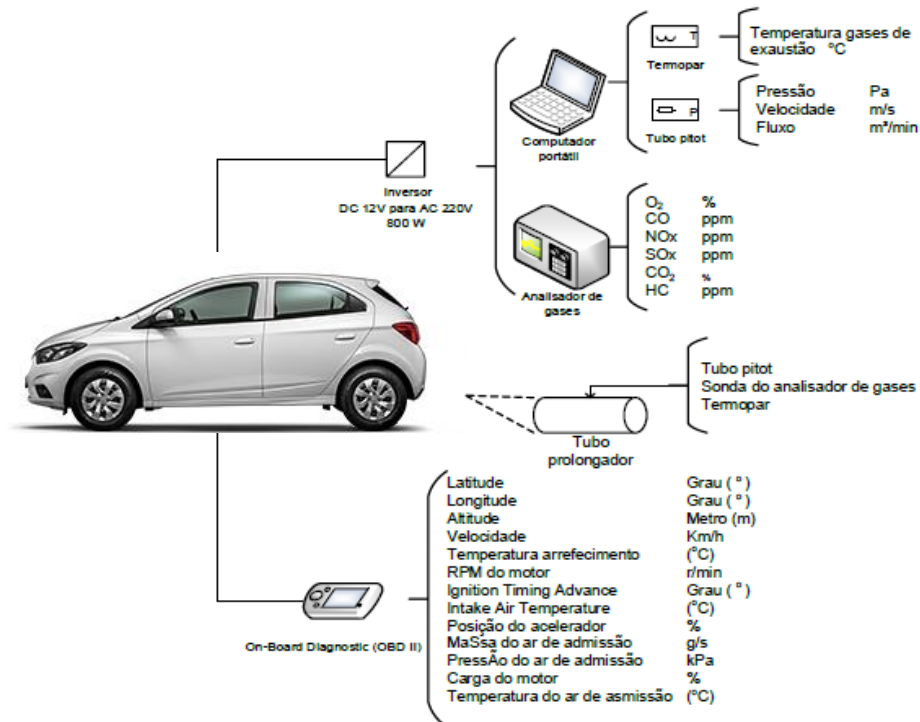 T
Termopar
Temperatura gases de
exaustão ºC
P
Tubo pitot
Pressão Pa
Velocidade m/s
Fluxo m³/min
Computador
portátil
Inversor
DC 12V para AC 220V
800 W
Analisador de
gases
O₂ %
CO ppm
NOx ppm
SOx ppm
CO₂ %
HC ppm
Tubo pitot
Sonda do analisador de gases
Termopar
Tubo
prolongador
On-Board Diagnostic (OBD II)
Latitude Grau ( º )
Longitude Grau ( º )
Altitude Metro (m)
Velocidade Km/h
Temperatura arrefecimento (ºC)
RPM do motor r/min
Ignition Timing Advance Grau ( º )
Intake Air Temperature (ºC)
Posição do acelerador %
MaSsa do ar de admissão g/s
PressÃo do ar de admissão kPa
Carga do motor %
Temperatura do ar de asmissão (ºC)